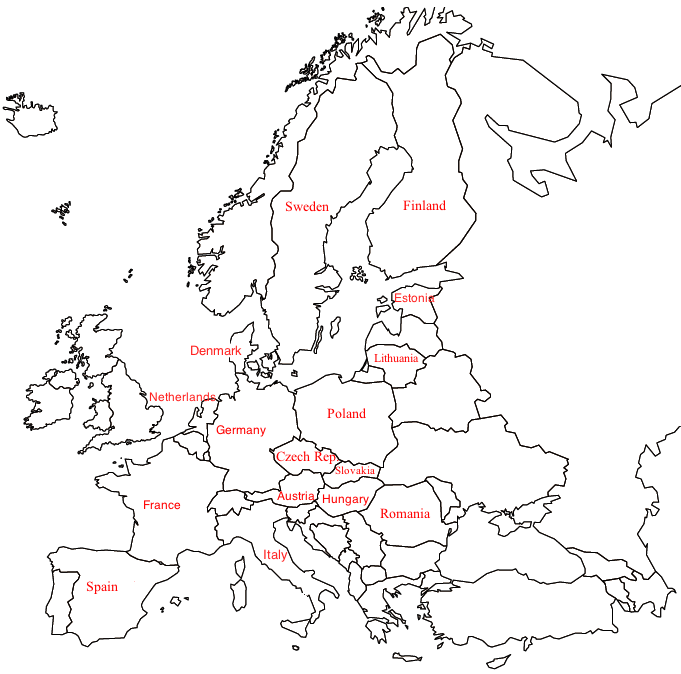 Sweden
Finland
Estonia
Denmark
Lithuania
Netherlands
Poland
Germany
Czech Rep.
Slovakia
Austria
Hungary
France
Romania
Italy
Spain